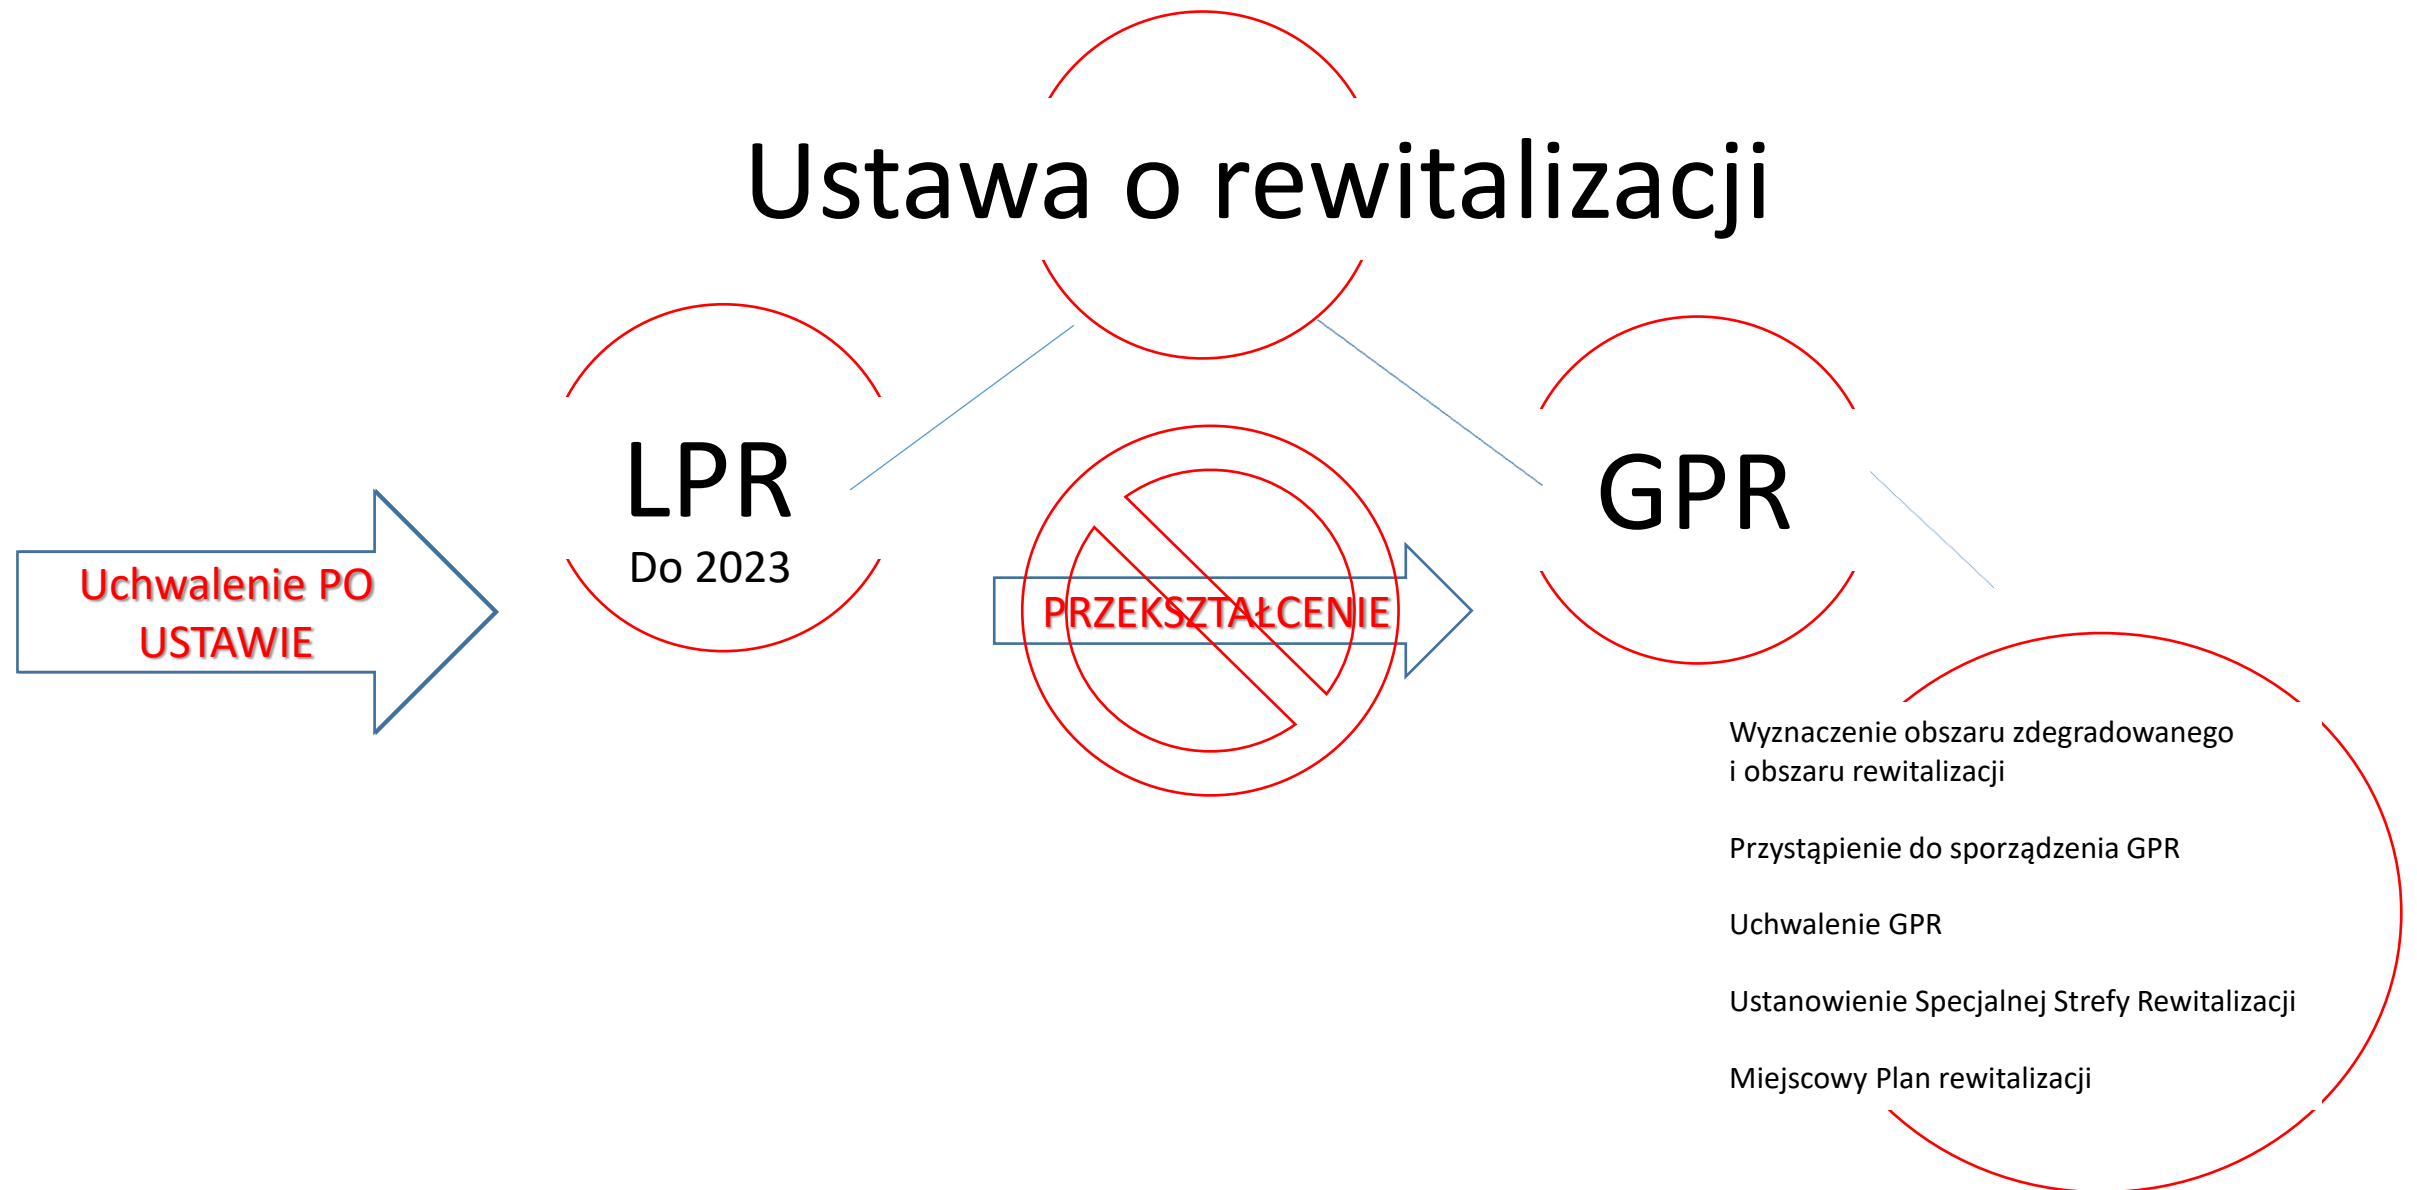 Ustawa o rewitalizacji
LPR
Do 2023
GPR
Uchwalenie PO
USTAWIE
PRZEKSZTAŁCENIE
Wyznaczenie obszaru zdegradowanego
i obszaru rewitalizacji
Przystąpienie do sporządzenia GPR
Uchwalenie GPR
Ustanowienie Specjalnej Strefy Rewitalizacji
Miejscowy Plan rewitalizacji